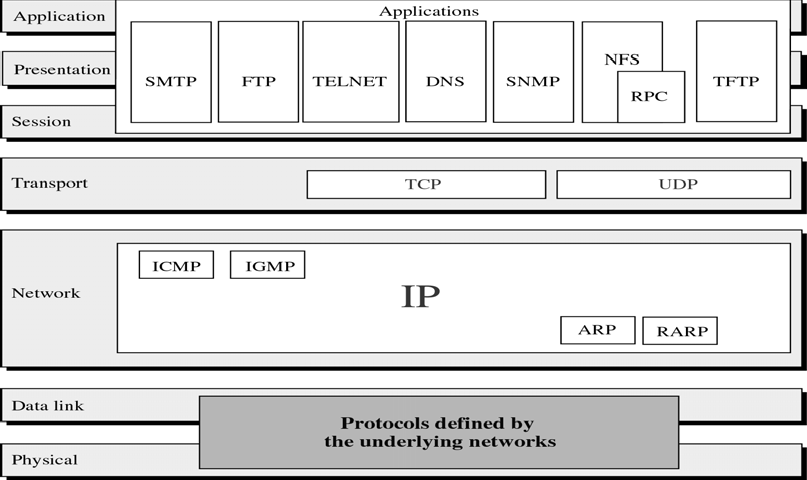 Application
Applications
Presentation
SMTP
FTP
TELNET
DNS
SNMP
NFS
RPC
TFTP
Session
Transport
TCP
UDP
Network
ICMP
IGMP
IP
ARP
RARP
Data link
Protocols defined by
the underlying networks
Physical